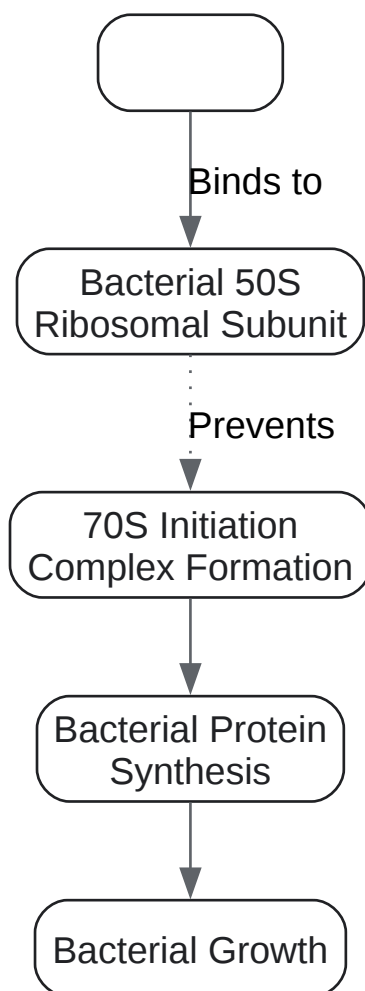 Binds to
Bacterial 50S
Ribosomal Subunit
Prevents
70S Initiation
Complex Formation
Bacterial Protein
Synthesis
Bacterial Growth